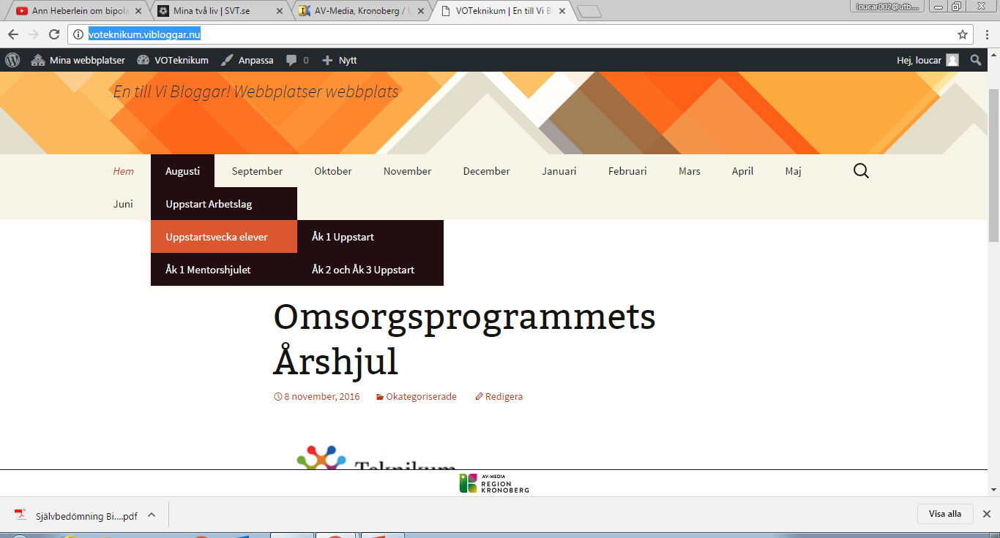 Ann Heberlein om bipola
Mina två liv | SVT.se
AV-Media, Kronoberg / U
VOTeknikum | En till Vi Bl
loucar002@utb....
voteknikum.vibloggar.nu
Mina webbplatser
VOTeknikum
Anpassa
0
Nytt
Hej, loucar
En till Vi Bloggar! Webbplatser webbplats
Hem
Augusti
September
Oktober
November
December
Januari
Februari
Mars
April
Maj
Juni
Uppstart Arbetslag
Uppstartsvecka elever
Åk 1 Uppstart
Åk 1 Mentorshjulet
Åk 2 och Åk 3 Uppstart
Omsorgsprogrammets
Årshjul
8 november, 2016
Okategoriserade
Redigera
Teknikum
AV-MEDIA
REGION
KRONOBERG
Självbedömning Bi....pdf
Visa alla